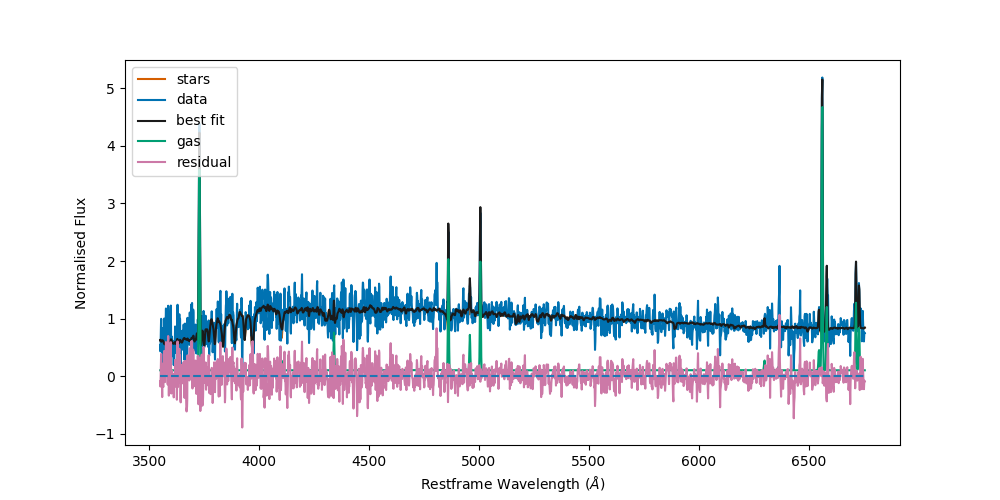 stars
data
best fit
gas
residual
5
4
3
2
1
0
−1
Normalised Flux
3500 4000 4500 5000 5500 6000 6500
Restframe Wavelength (Å)